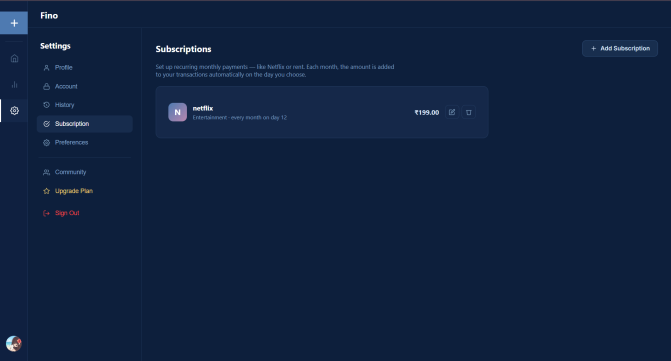 Fino
Settings
Profile
Account
History
Subscription
Preferences
Community
Upgrade Plan
Sign Out
Subscriptions
+ Add Subscription
Set up recurring monthly payments — like Netflix or rent. Each month, the amount is added
to your transactions automatically on the day you choose.
N
netflix
Entertainment · every month on day 12
₹199.00